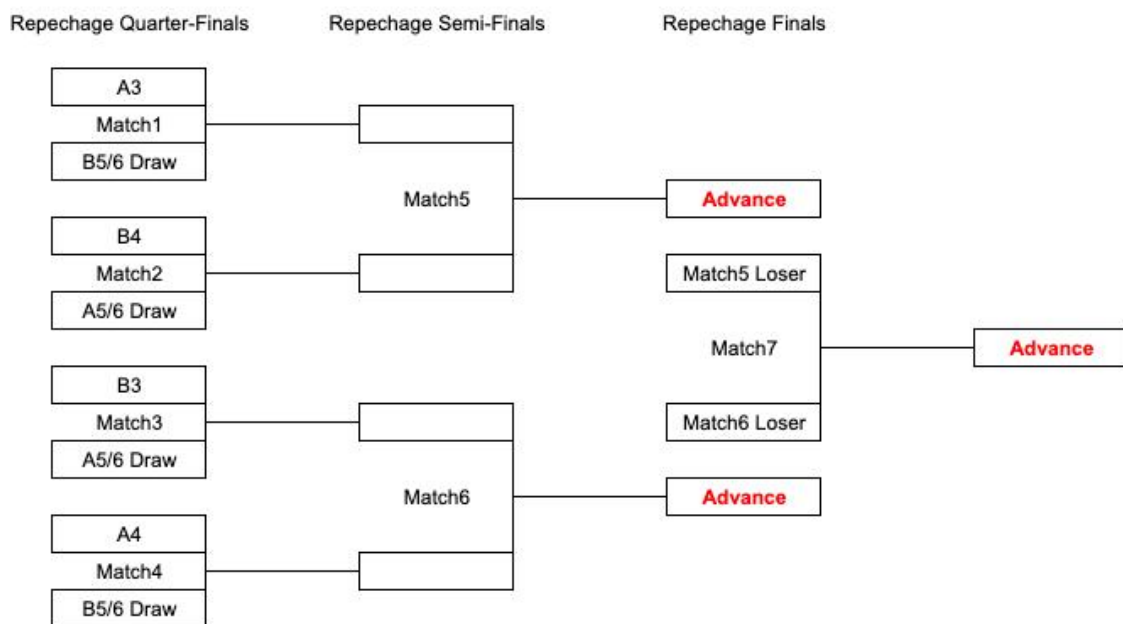 Repechage Quarter-Finals
Repechage Semi-Finals
Repechage Finals
A3
Match1
B5/6 Draw
B4
Match2
A5/6 Draw
B3
Match3
A5/6 Draw
A4
Match4
B5/6 Draw
Match5
Match6
Advance
Match5 Loser
Match7
Match6 Loser
Advance
Advance